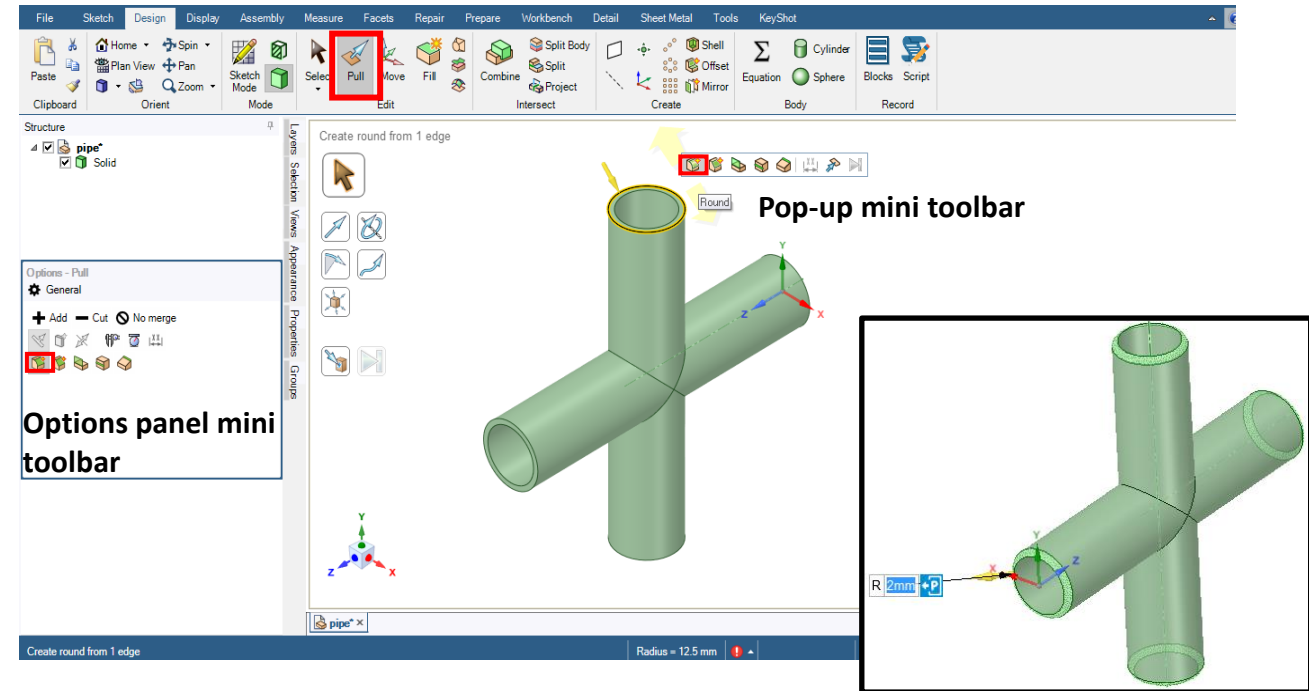 File Sketch Design Display Assembly Measure Facets Repair Prepare Workbench Detail Sheet Metal Tools KeyShot
Home Spin Split Body Shell Cylinder
Plan View Pan Split Offset
Paste Zoom Sketch Mode Select Pull Move Fill Combine Project Mirror Equation Sphere Blocks Script
Clipboard Orient Mode Edit Intersect Create Body Record
Structure
pipe*
Solid
Layers
Selection
Views
Appearance
Properties
Groups
Create round from 1 edge
Round
Pop-up mini toolbar
Y
Z
X
Options - Pull
General
Add Cut No merge
Options panel mini
toolbar
Y
Z
X
Y
X
Z
R 2mm P
pipe*
Create round from 1 edge Radius = 12.5 mm